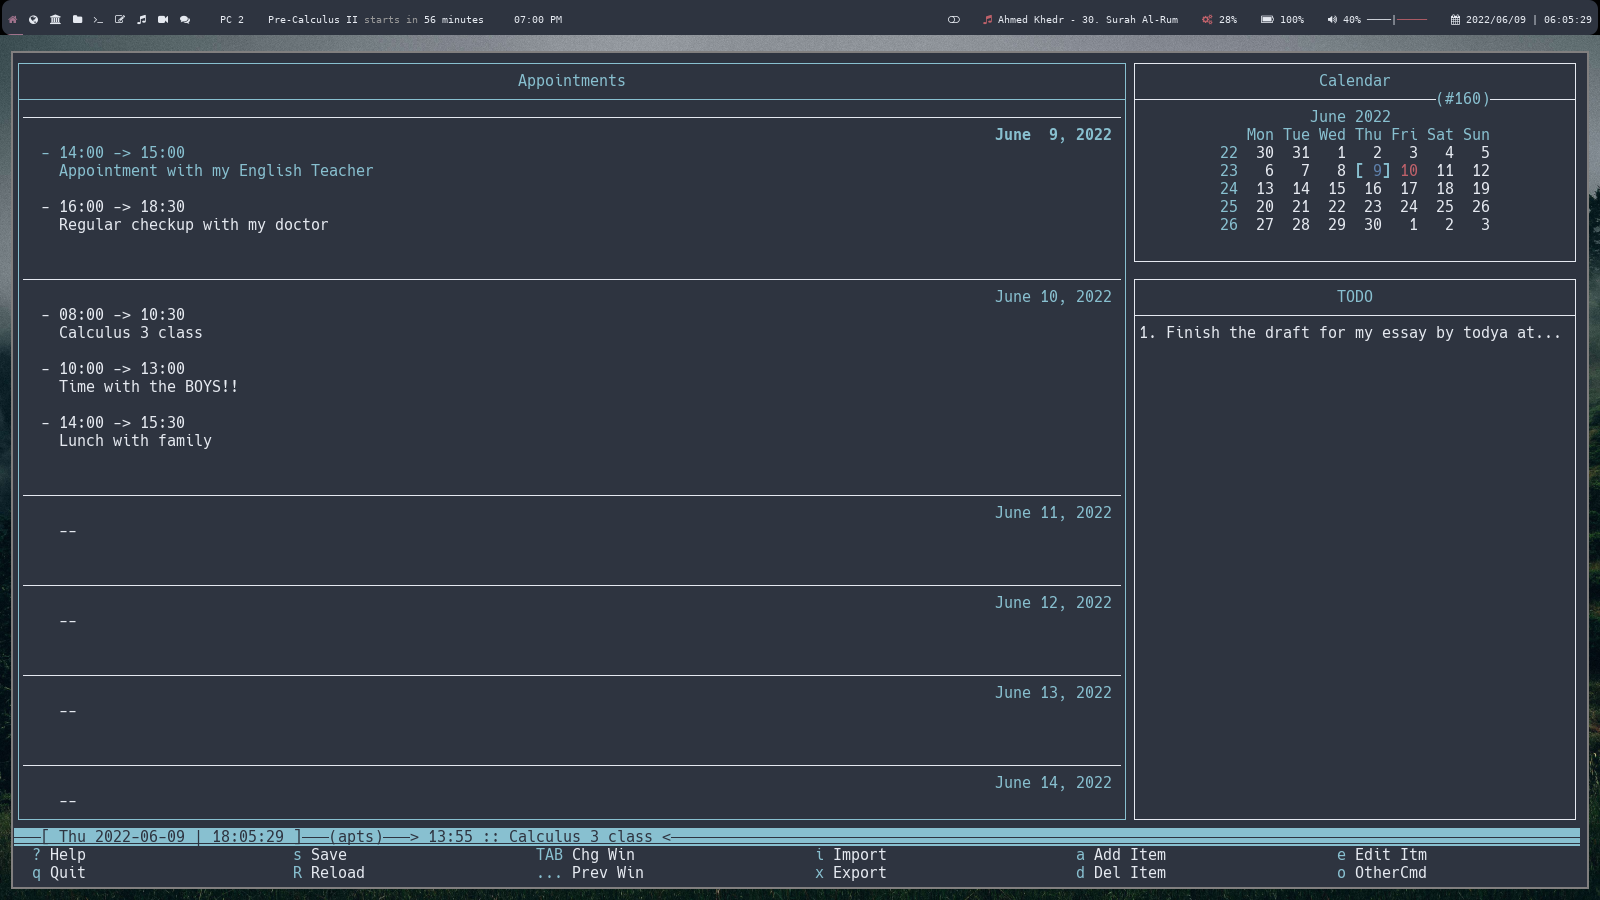 PC 2 Pre-Calculus II starts in 56 minutes 07:00 PM Ahmed Khedr - 30. Surah Al-Rum 28% 100% 40% 2022/06/09 | 06:05:29
Appointments
June 9, 2022
- 14:00 -> 15:00
Appointment with my English Teacher
- 16:00 -> 18:30
Regular checkup with my doctor
June 10, 2022
- 08:00 -> 10:30
Calculus 3 class
- 10:00 -> 13:00
Time with the BOYS!!
- 14:00 -> 15:30
Lunch with family
June 11, 2022
--
June 12, 2022
--
June 13, 2022
--
June 14, 2022
--
Calendar
(#160)
June 2022
Mon Tue Wed Thu Fri Sat Sun
22 30 31 1 2 3 4 5
23 6 7 8 [ 9] 10 11 12
24 13 14 15 16 17 18 19
25 20 21 22 23 24 25 26
26 27 28 29 30 1 2 3
TODO
1. Finish the draft for my essay by todya at...
[ Thu 2022-06-09 | 18:05:29 ] (apts) > 13:55 :: Calculus 3 class <
? Help s Save TAB Chg Win i Import a Add Item e Edit Itm
q Quit R Reload ... Prev Win x Export d Del Item o OtherCmd